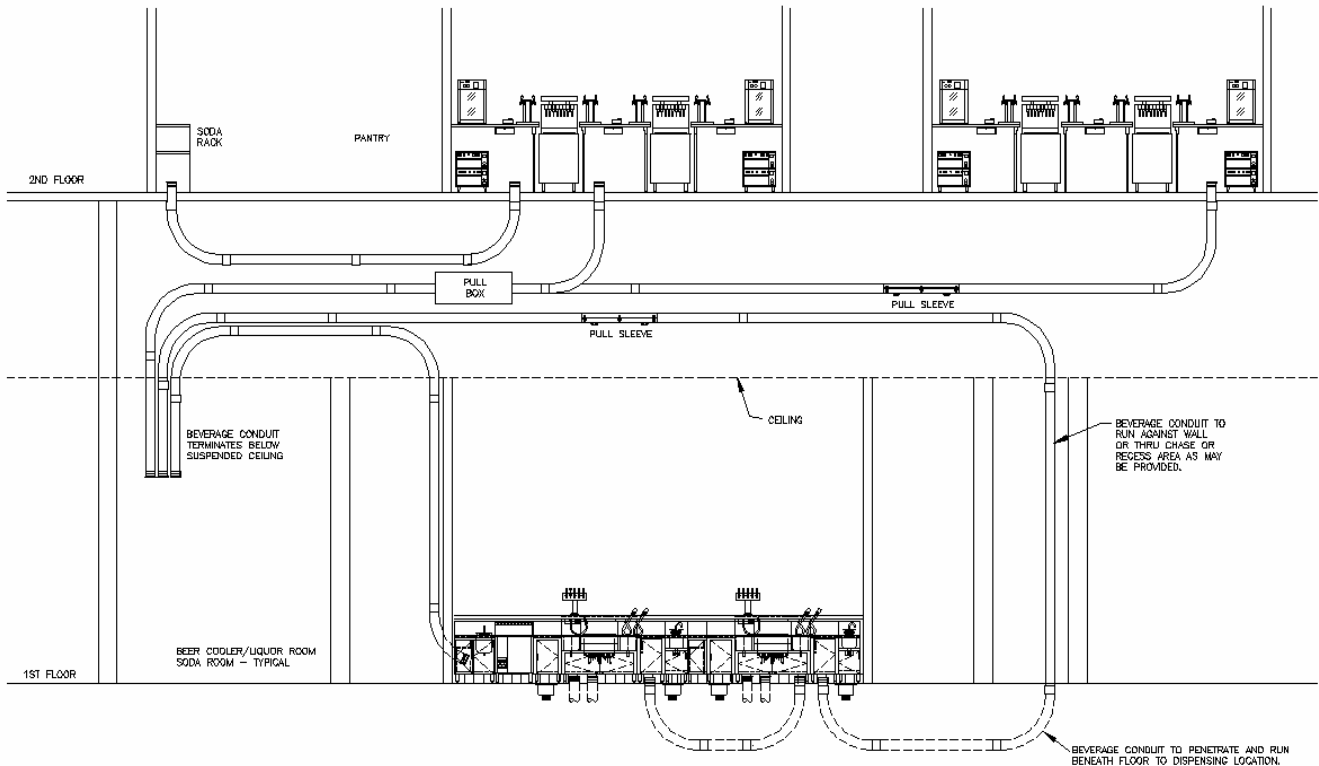 SODA
RACK
PANTRY
2ND FLOOR
PULL
BOX
PULL SLEEVE
PULL SLEEVE
CEILING
BEVERAGE CONDUIT
TERMINATES BELOW
SUSPENDED CEILING
BEVERAGE CONDUIT TO
RUN AGAINST WALL
OR THRU CHASE OR
RECESS AREA AS MAY
BE PROVIDED.
BEER COOLER/LIQUOR ROOM
SODA ROOM – TYPICAL
1ST FLOOR
BEVERAGE CONDUIT TO PENETRATE AND RUN
BENEATH FLOOR TO DISPENSING LOCATION.